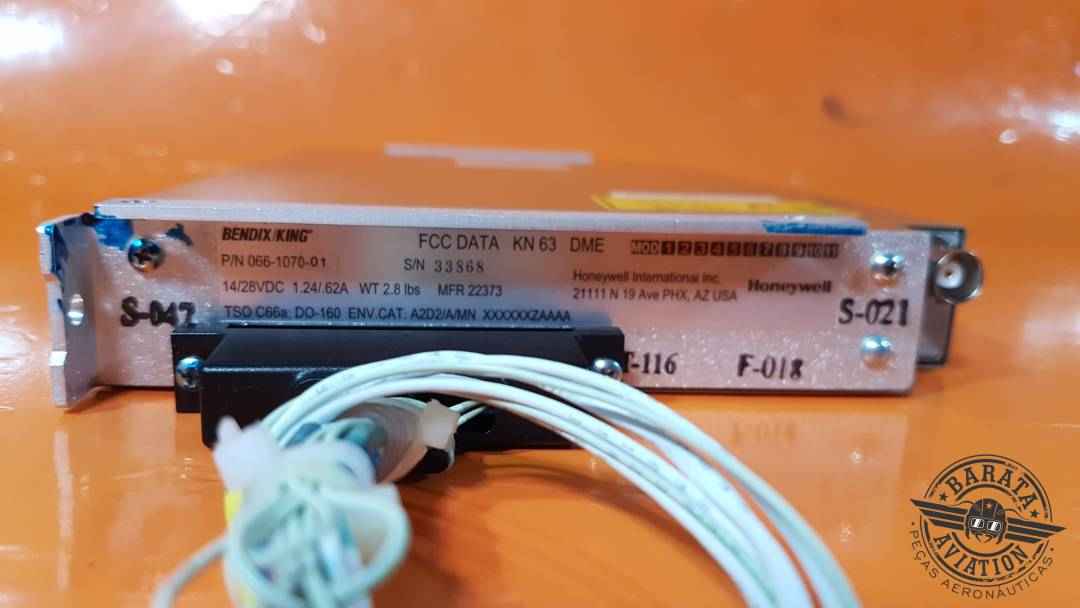 BENDIX/KING® FCC DATA KN 63 DME MOD 1 2 3 4 5 6 7 8 9 10 11
P/N 066-1070-01 S/N 33868 Honeywell International Inc. Honeywell
14/28VDC 1.24/.62A WT 2.8 lbs MFR 22373 21111 N 19 Ave PHX, AZ USA
TSO C66a; DO-160 ENV.CAT. A2D2/A/MN XXXXXXZAAAA
S-047 S-021
T-116 F-018
BARATA
AVIATION
PEÇAS AERONÁUTICAS